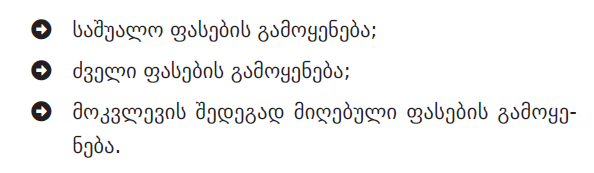 საშუალო ფასების გამოყენება;
ძველი ფასების გამოყენება;
მოკვლევის შედეგად მიღებული ფასების გამოყე-
ნება.